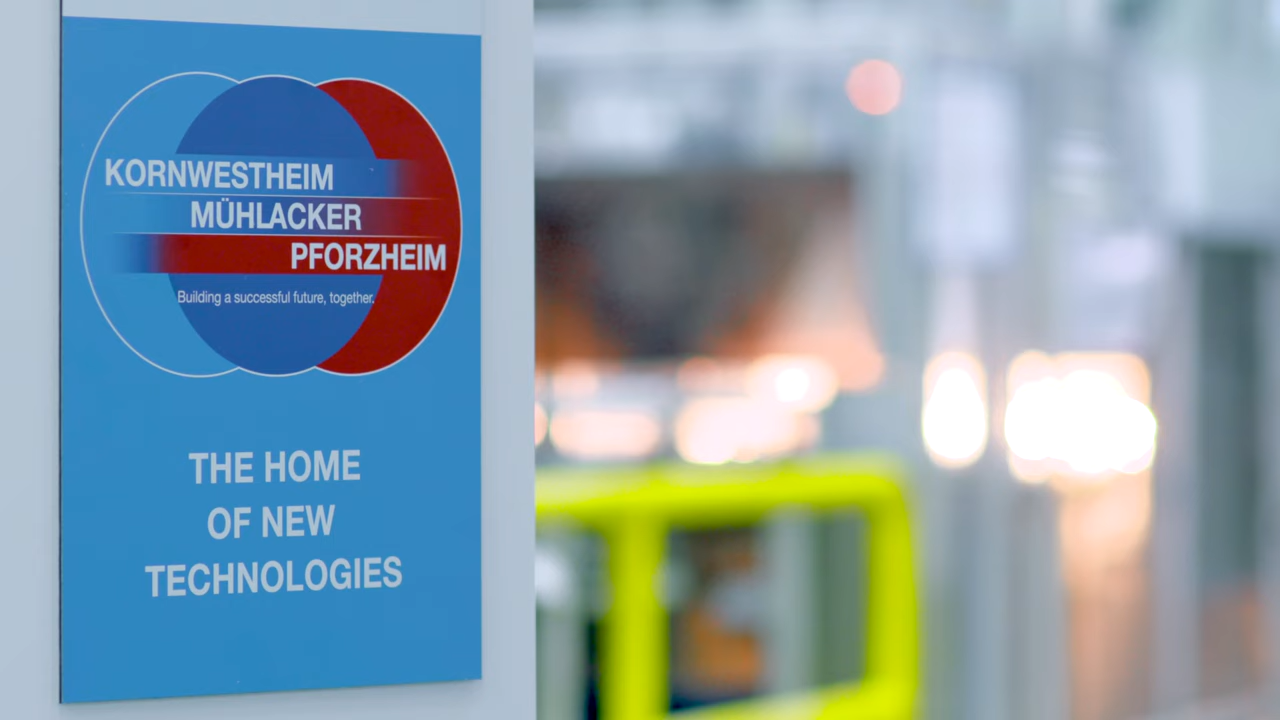 KORNWESTHEIM
MÜHLACKER
PFORZHEIM
Building a successful future, together.
THE HOME
OF NEW
TECHNOLOGIES